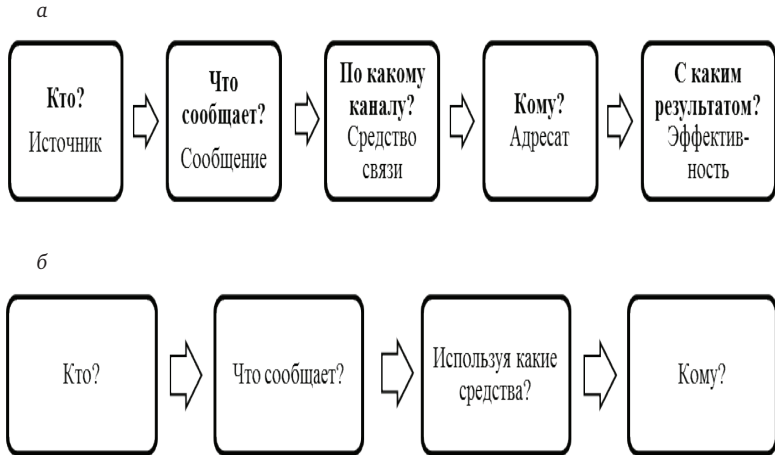 а
Кто?
Источник
Что
сообщает?
Сообщение
По какому
каналу?
Средство
связи
Кому?
Адресат
С каким
результатом?
Эффектив-
ность
б
Кто?
Что сообщает?
Используя какие
средства?
Кому?